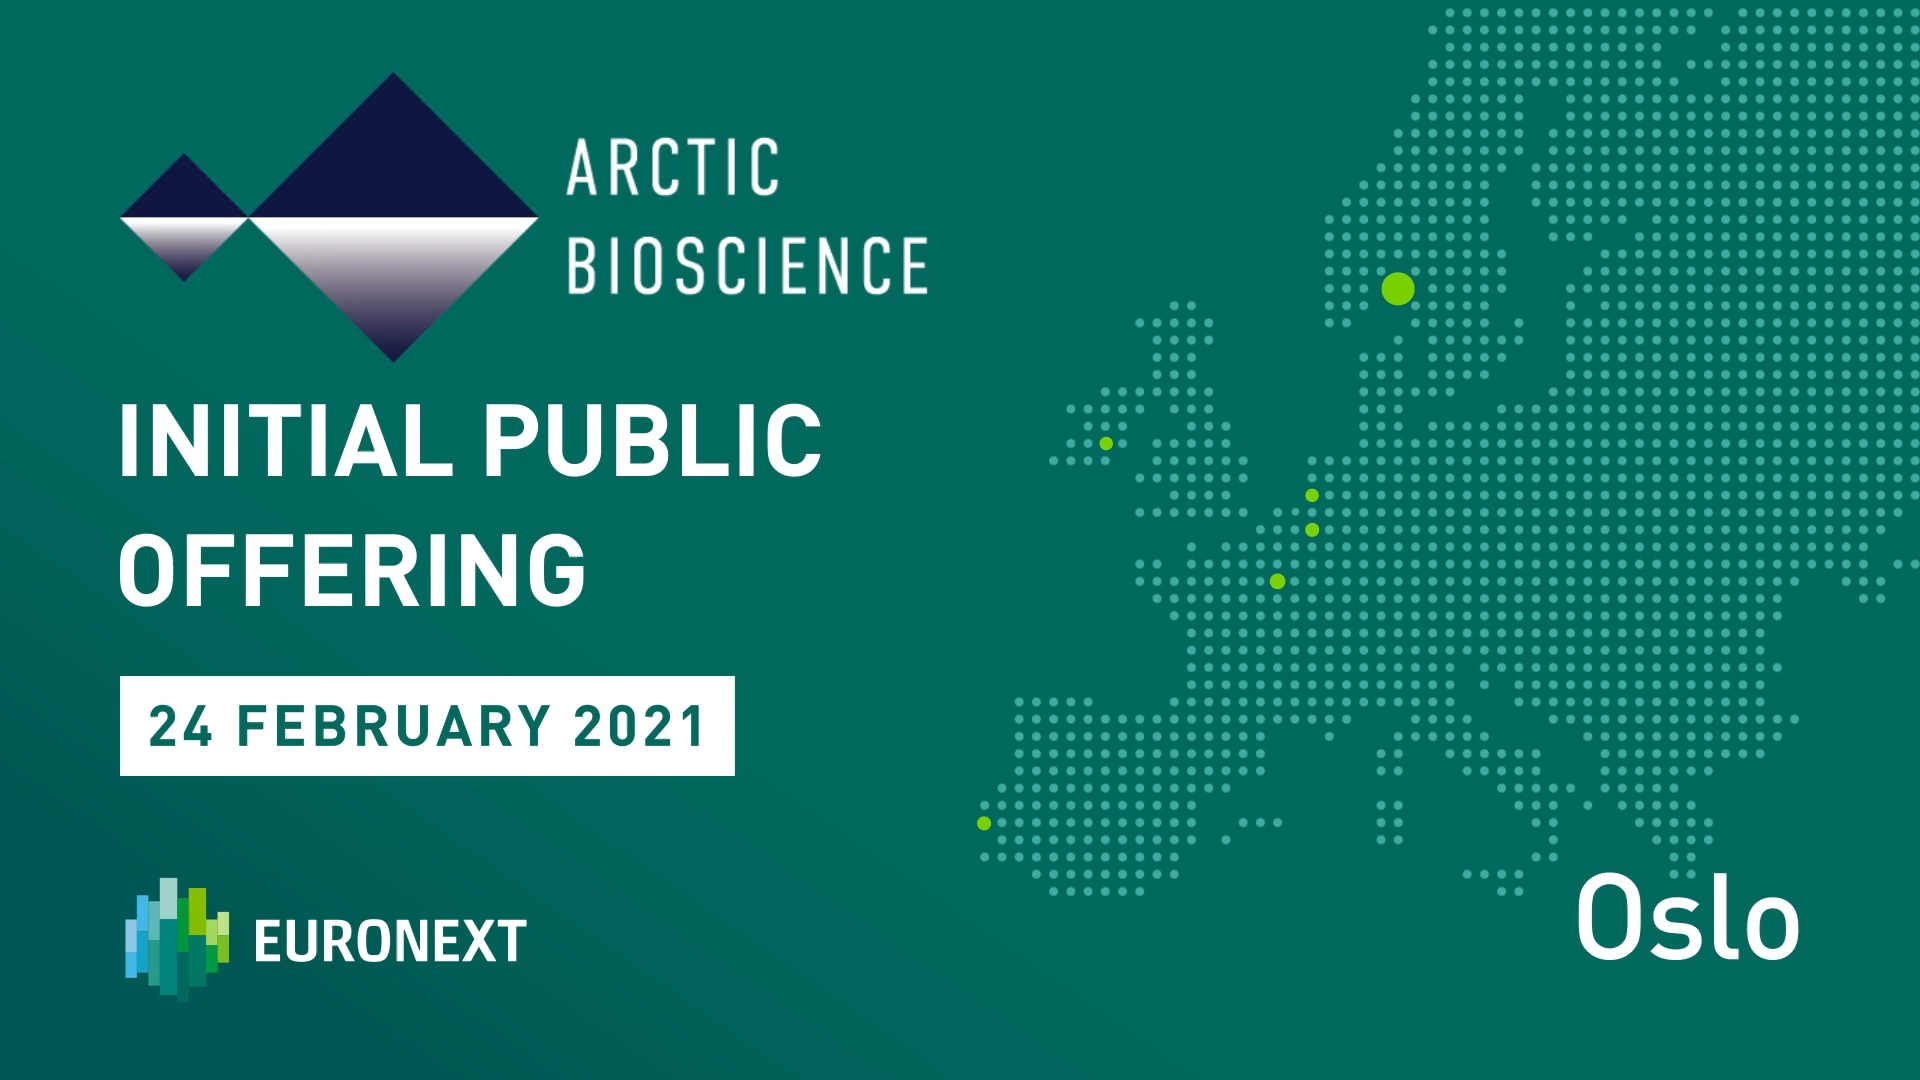 ARCTIC
BIOSCIENCE
INITIAL PUBLIC
OFFERING
24 FEBRUARY 2021
EURONEXT
Oslo